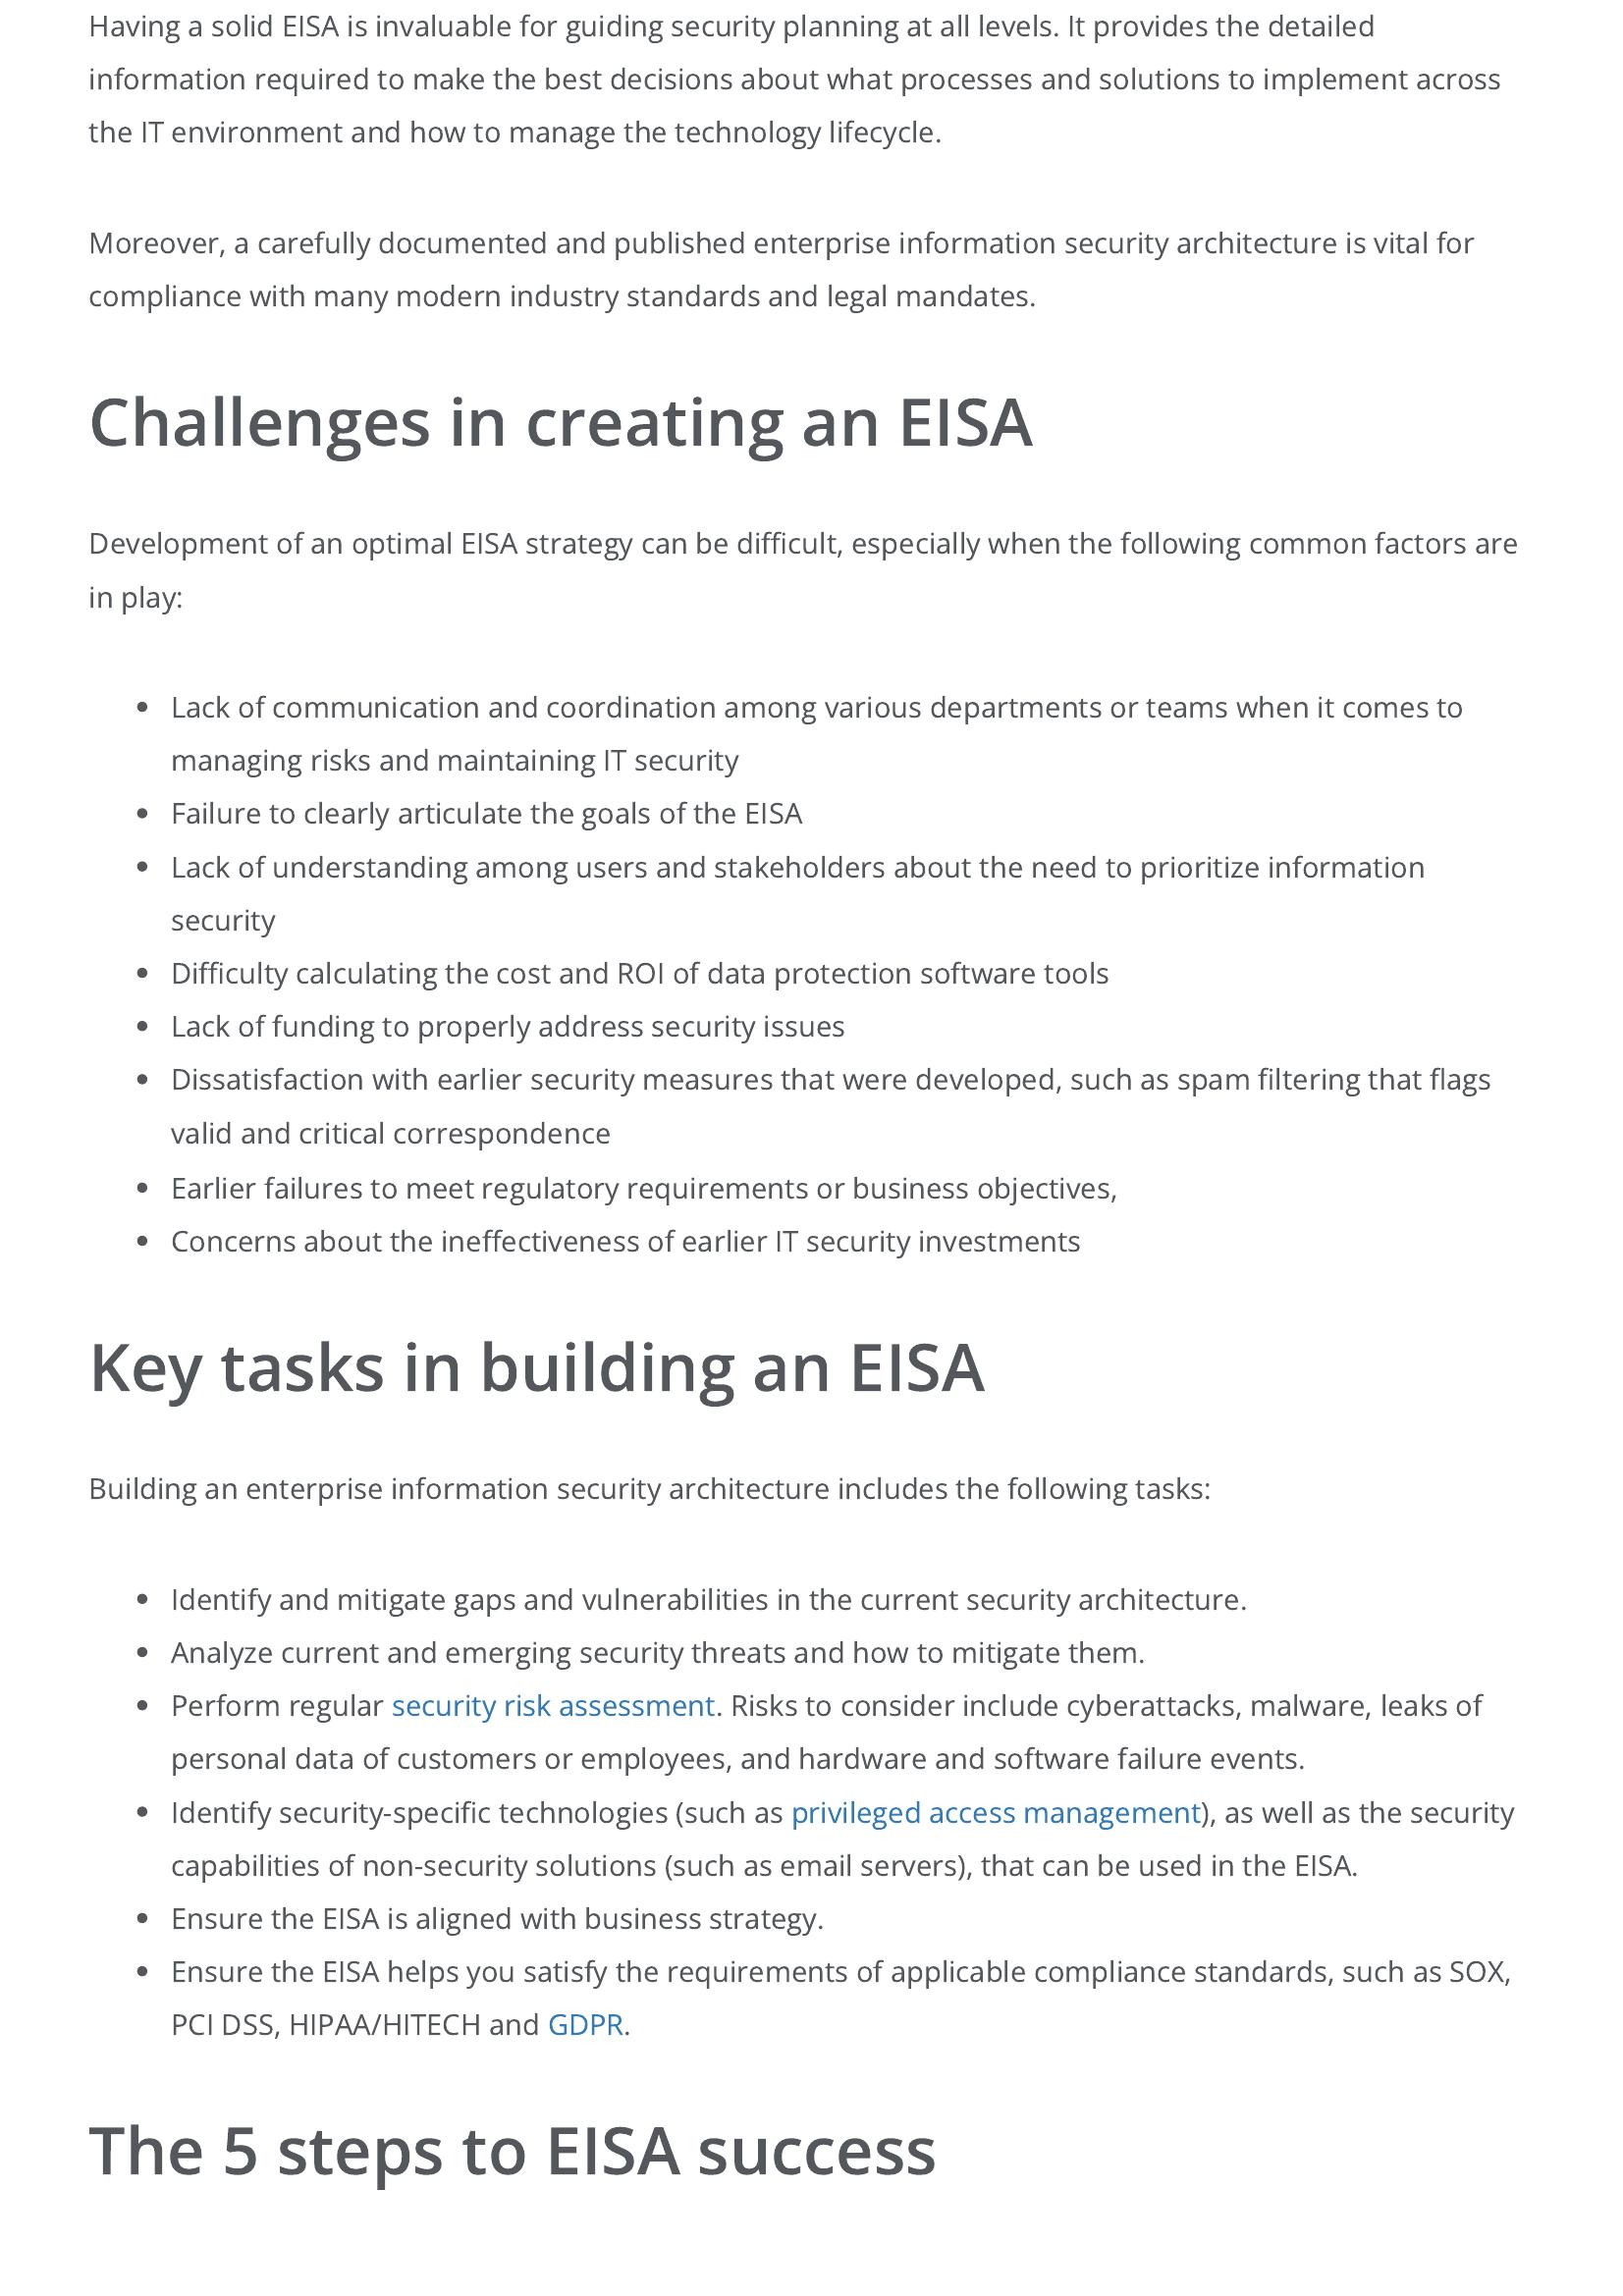 Having a solid EISA is invaluable for guiding security planning at all levels. It provides the detailed
information required to make the best decisions about what processes and solutions to implement across
the IT environment and how to manage the technology lifecycle.
Moreover, a carefully documented and published enterprise information security architecture is vital for
compliance with many modern industry standards and legal mandates.
Challenges in creating an EISA
Development of an optimal EISA strategy can be difficult, especially when the following common factors are
in play:
• Lack of communication and coordination among various departments or teams when it comes to
managing risks and maintaining IT security
• Failure to clearly articulate the goals of the EISA
• Lack of understanding among users and stakeholders about the need to prioritize information
security
• Difficulty calculating the cost and ROI of data protection software tools
• Lack of funding to properly address security issues
• Dissatisfaction with earlier security measures that were developed, such as spam filtering that flags
valid and critical correspondence
• Earlier failures to meet regulatory requirements or business objectives,
• Concerns about the ineffectiveness of earlier IT security investments
Key tasks in building an EISA
Building an enterprise information security architecture includes the following tasks:
• Identify and mitigate gaps and vulnerabilities in the current security architecture.
• Analyze current and emerging security threats and how to mitigate them.
• Perform regular security risk assessment. Risks to consider include cyberattacks, malware, leaks of
personal data of customers or employees, and hardware and software failure events.
• Identify security-specific technologies (such as privileged access management), as well as the security
capabilities of non-security solutions (such as email servers), that can be used in the EISA.
• Ensure the EISA is aligned with business strategy.
• Ensure the EISA helps you satisfy the requirements of applicable compliance standards, such as SOX,
PCI DSS, HIPAA/HITECH and GDPR.
The 5 steps to EISA success